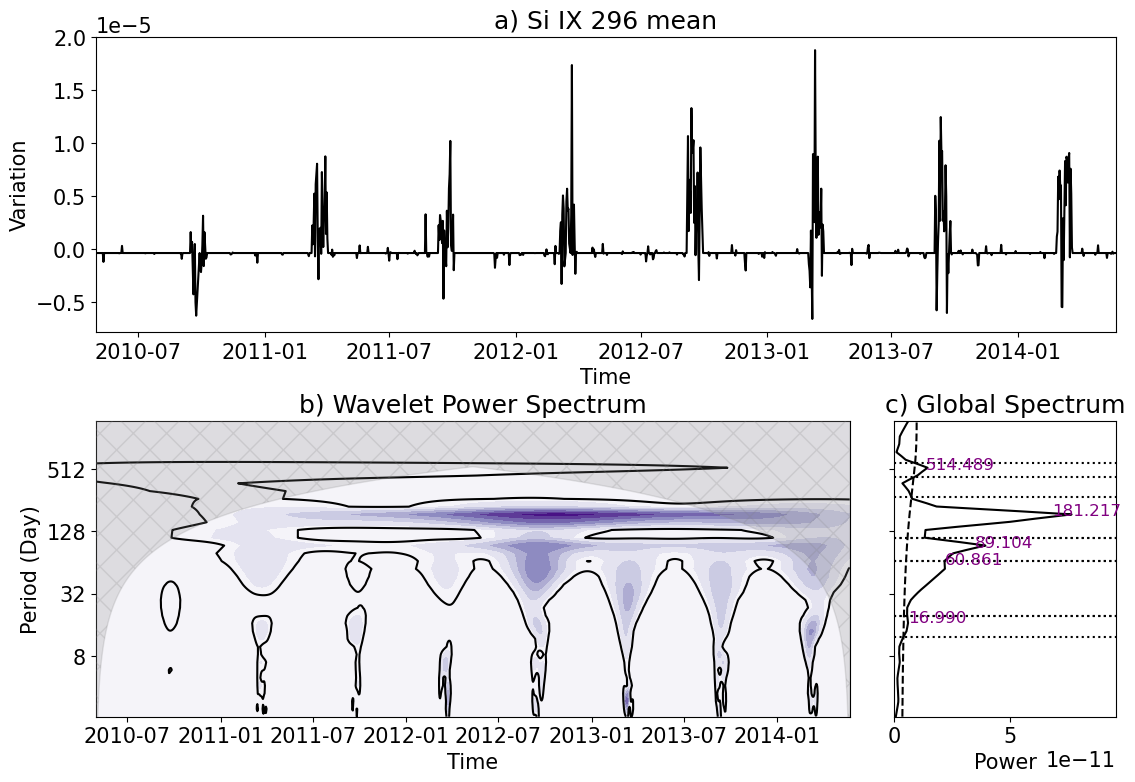 a) Si IX 296 mean
1e−5
2.0
1.5
1.0
0.5
0.0
−0.5
Variation
2010-07 2011-01 2011-07 2012-01 2012-07 2013-01 2013-07 2014-01
Time
b) Wavelet Power Spectrum
512
128
32
8
Period (Day)
2010-07 2011-01 2011-07 2012-01 2012-07 2013-01 2013-07 2014-01
Time
c) Global Spectrum
514.489
181.217
89.104
60.861
16.990
0 5
Power 1e−11